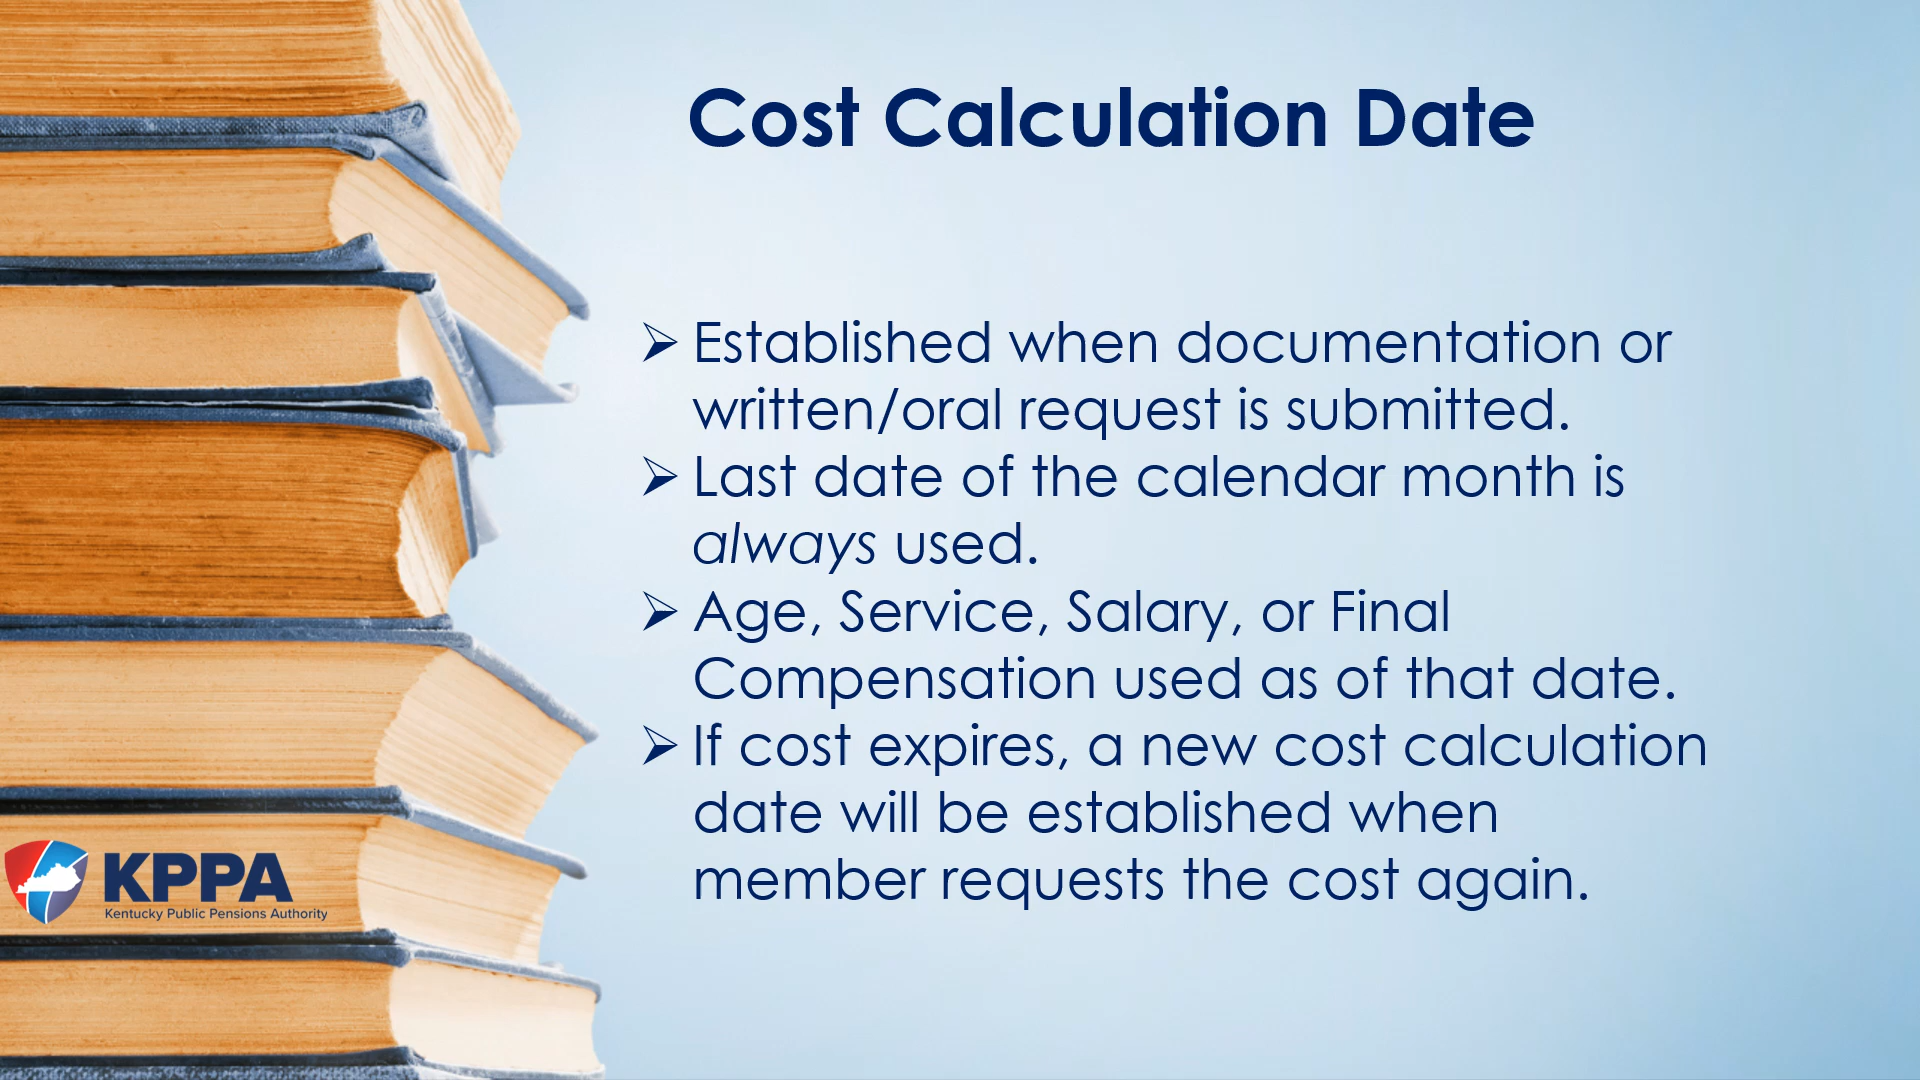 Cost Calculation Date
➢ Established when documentation or
written/oral request is submitted.
➢ Last date of the calendar month is
always used.
➢ Age, Service, Salary, or Final
Compensation used as of that date.
➢ If cost expires, a new cost calculation
date will be established when
member requests the cost again.
KPPA
Kentucky Public Pensions Authority